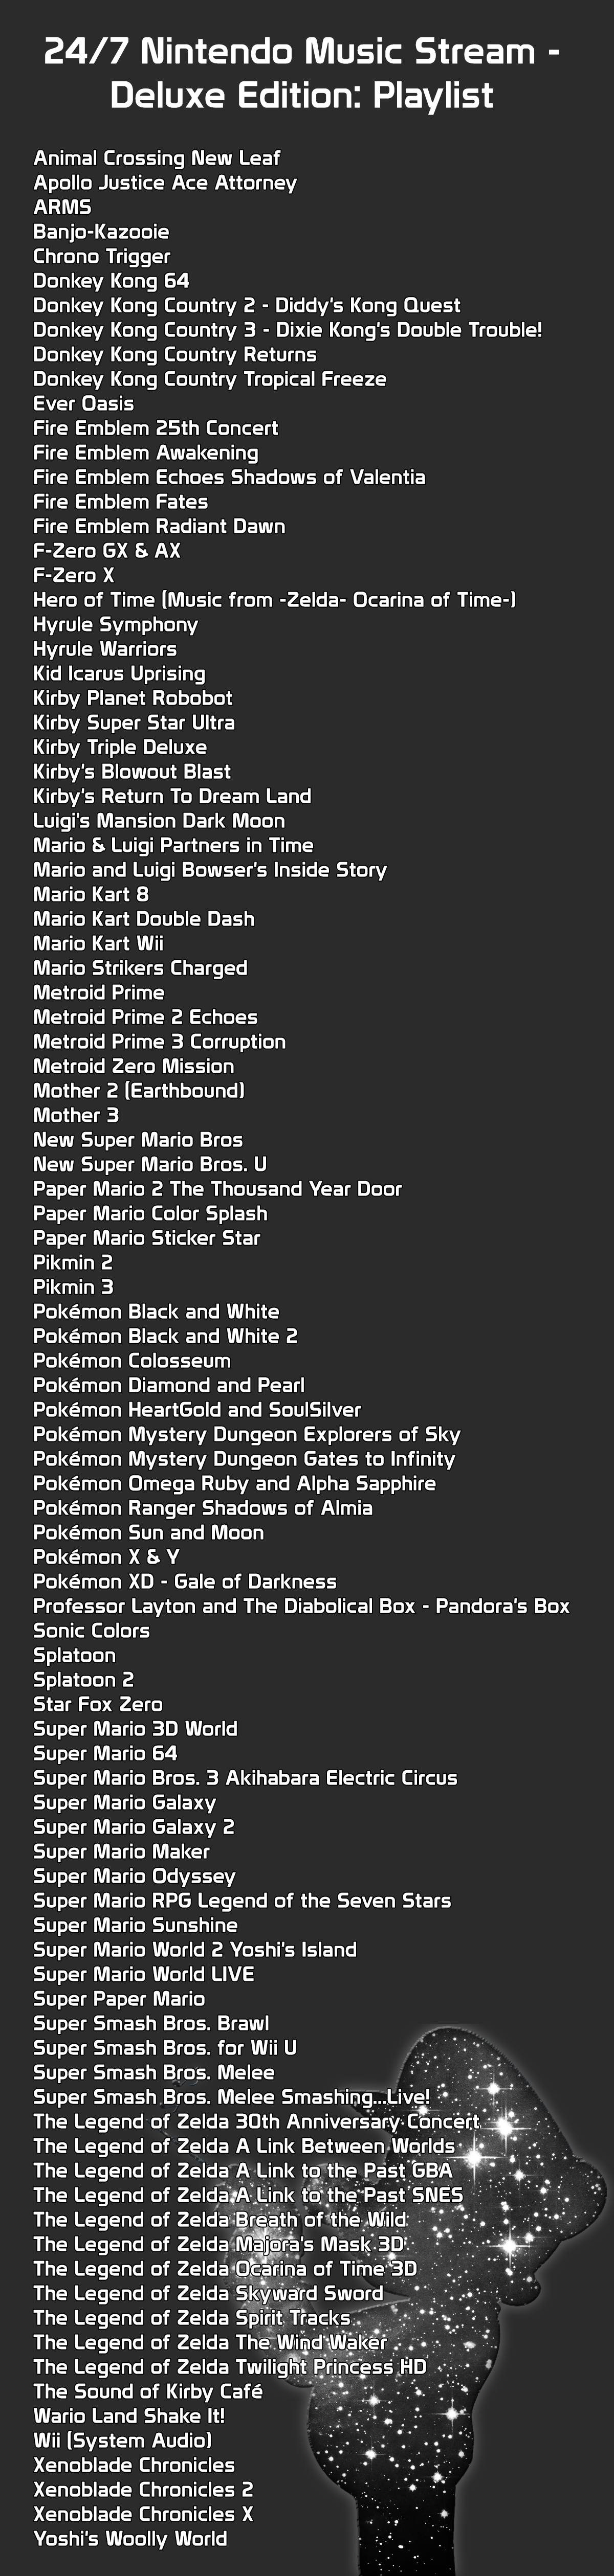 24/7 Nintendo Music Stream -
Deluxe Edition: Playlist
Animal Crossing New Leaf
Apollo Justice Ace Attorney
ARMS
Banjo-Kazooie
Chrono Trigger
Donkey Kong 64
Donkey Kong Country 2 - Diddy's Kong Quest
Donkey Kong Country 3 - Dixie Kong's Double Trouble!
Donkey Kong Country Returns
Donkey Kong Country Tropical Freeze
Ever Oasis
Fire Emblem 25th Concert
Fire Emblem Awakening
Fire Emblem Echoes Shadows of Valentia
Fire Emblem Fates
Fire Emblem Radiant Dawn
F-Zero GX & AX
F-Zero X
Hero of Time (Music from -Zelda- Ocarina of Time-)
Hyrule Symphony
Hyrule Warriors
Kid Icarus Uprising
Kirby Planet Robobot
Kirby Super Star Ultra
Kirby Triple Deluxe
Kirby's Blowout Blast
Kirby's Return To Dream Land
Luigi's Mansion Dark Moon
Mario & Luigi Partners in Time
Mario and Luigi Bowser's Inside Story
Mario Kart 8
Mario Kart Double Dash
Mario Kart Wii
Mario Strikers Charged
Metroid Prime
Metroid Prime 2 Echoes
Metroid Prime 3 Corruption
Metroid Zero Mission
Mother 2 (Earthbound)
Mother 3
New Super Mario Bros
New Super Mario Bros. U
Paper Mario 2 The Thousand Year Door
Paper Mario Color Splash
Paper Mario Sticker Star
Pikmin 2
Pikmin 3
Pokémon Black and White
Pokémon Black and White 2
Pokémon Colosseum
Pokémon Diamond and Pearl
Pokémon HeartGold and SoulSilver
Pokémon Mystery Dungeon Explorers of Sky
Pokémon Mystery Dungeon Gates to Infinity
Pokémon Omega Ruby and Alpha Sapphire
Pokémon Ranger Shadows of Almia
Pokémon Sun and Moon
Pokémon X & Y
Pokémon XD - Gale of Darkness
Professor Layton and The Diabolical Box - Pandora's Box
Sonic Colors
Splatoon
Splatoon 2
Star Fox Zero
Super Mario 3D World
Super Mario 64
Super Mario Bros. 3 Akihabara Electric Circus
Super Mario Galaxy
Super Mario Galaxy 2
Super Mario Maker
Super Mario Odyssey
Super Mario RPG Legend of the Seven Stars
Super Mario Sunshine
Super Mario World 2 Yoshi's Island
Super Mario World LIVE
Super Paper Mario
Super Smash Bros. Brawl
Super Smash Bros. for Wii U
Super Smash Bros. Melee
Super Smash Bros. Melee Smashing...Live!
The Legend of Zelda 30th Anniversary Concert
The Legend of Zelda A Link Between Worlds
The Legend of Zelda A Link to the Past GBA
The Legend of Zelda A Link to the Past SNES
The Legend of Zelda Breath of the Wild
The Legend of Zelda Majora's Mask 3D
The Legend of Zelda Ocarina of Time 3D
The Legend of Zelda Skyward Sword
The Legend of Zelda Spirit Tracks
The Legend of Zelda The Wind Waker
The Legend of Zelda Twilight Princess HD
The Sound of Kirby Café
Wario Land Shake It!
Wii (System Audio)
Xenoblade Chronicles
Xenoblade Chronicles 2
Xenoblade Chronicles X
Yoshi's Woolly World